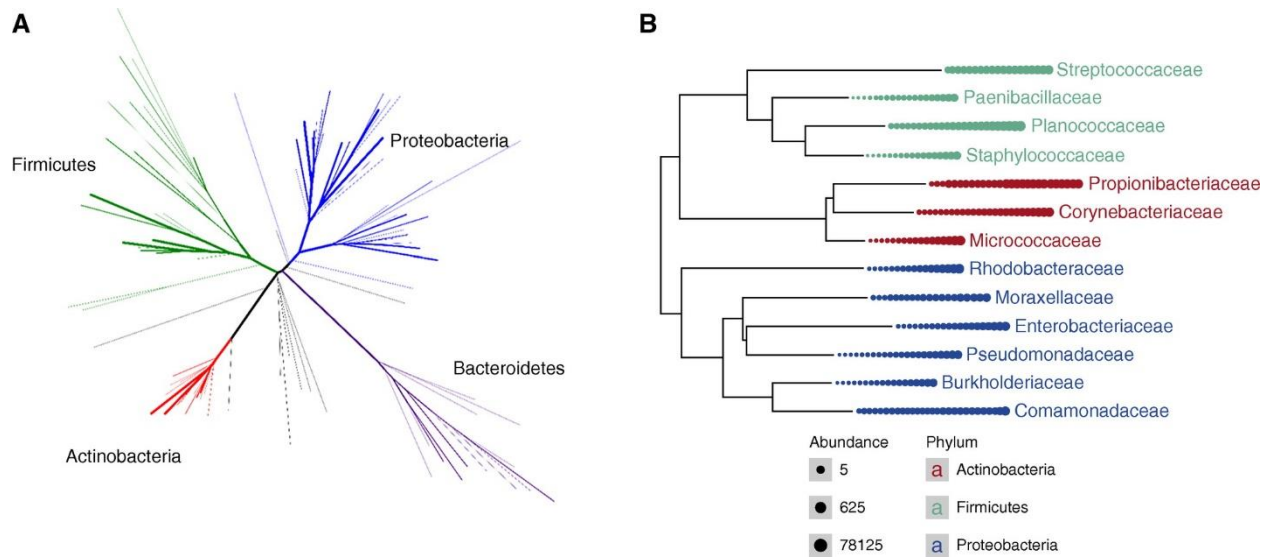 A
Firmicutes
Proteobacteria
Bacteroidetes
Actinobacteria
B
Streptococcaceae
Paenibacillaceae
Planococcaceae
Staphylococcaceae
Propionibacteriaceae
Corynebacteriaceae
Micrococcaceae
Rhodobacteraceae
Moraxellaceae
Enterobacteriaceae
Pseudomonadaceae
Burkholderiaceae
Comamonadaceae
Abundance
5
625
78125
Phylum
a Actinobacteria
a Firmicutes
a Proteobacteria